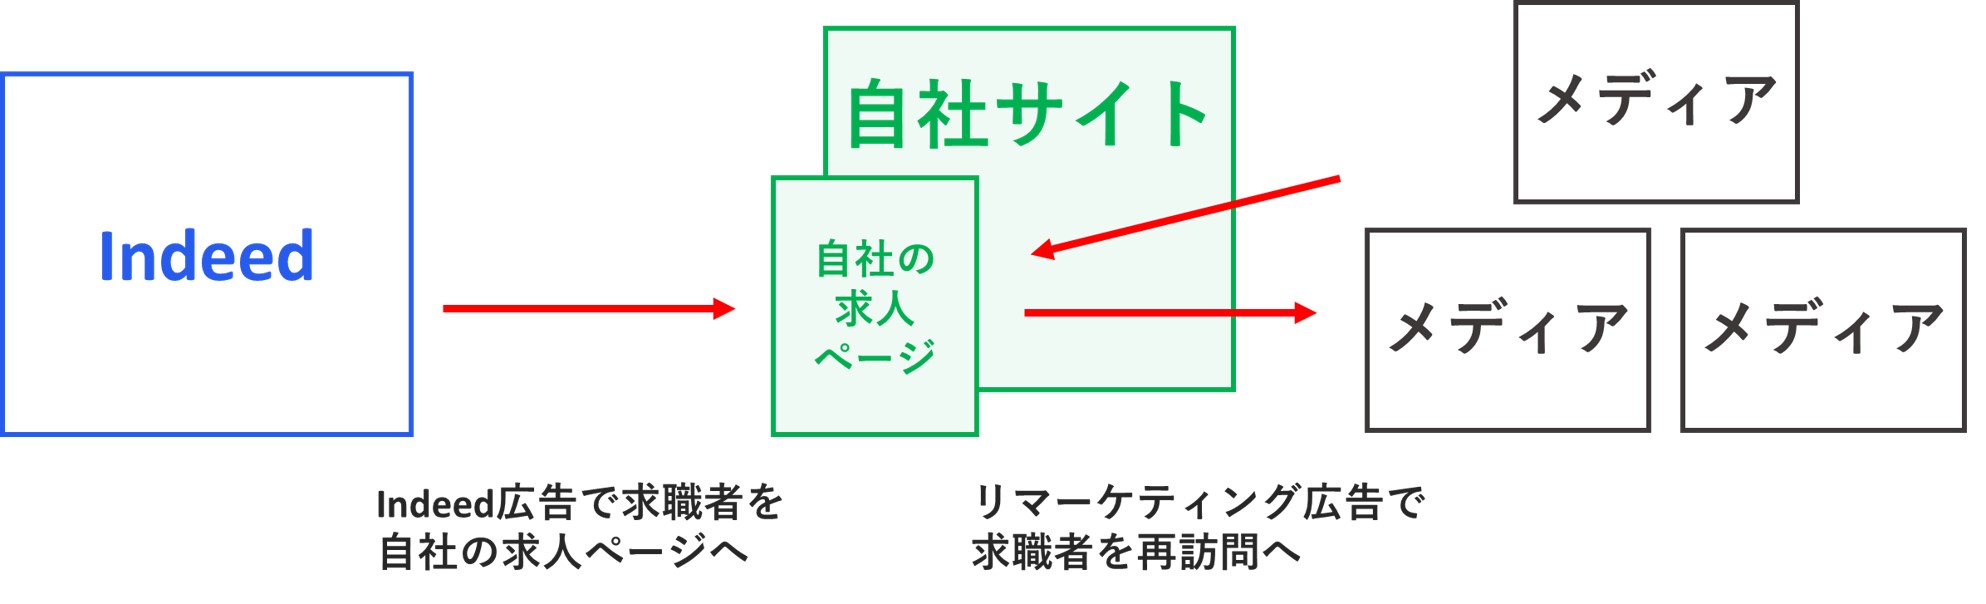 Indeed
自社サイト
自社の
求人
ページ
メディア
メディア
メディア
Indeed広告で求職者を
自社の求人ページへ
リマーケティング広告で
求職者を再訪問へ